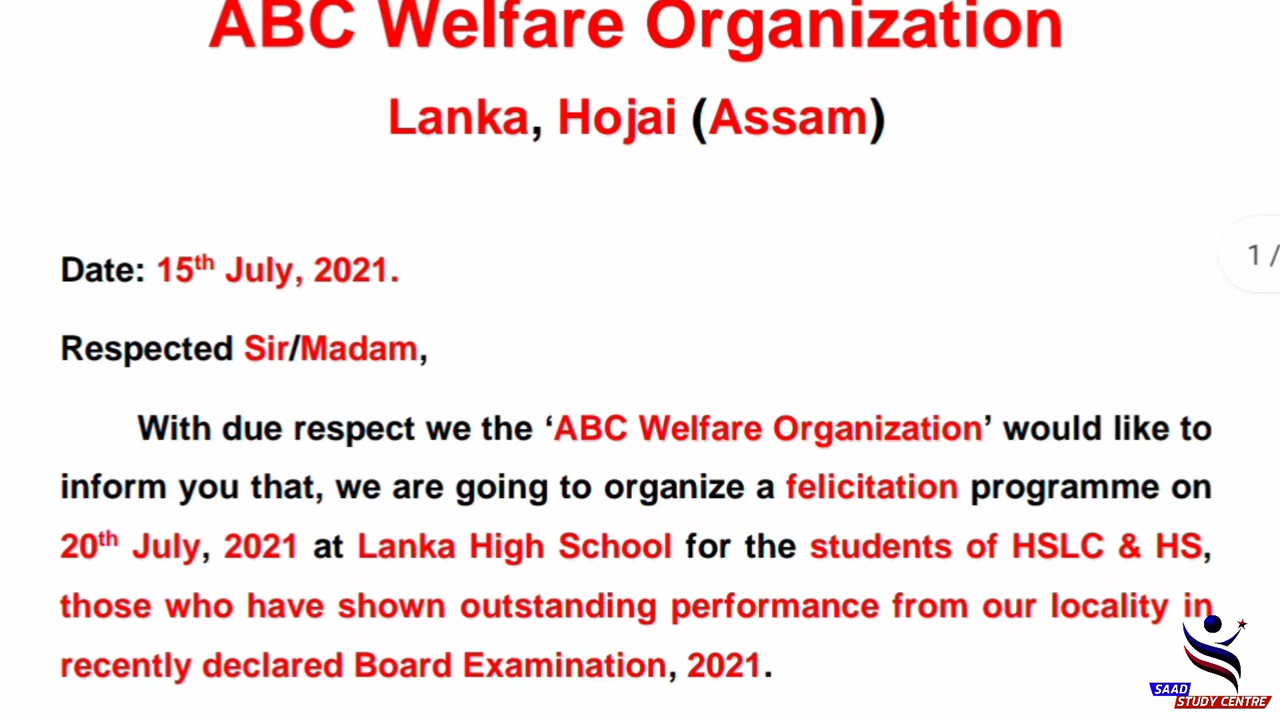 ABC Welfare Organization
Lanka, Hojai (Assam)
Date: 15th July, 2021.
1 /
Respected Sir/Madam,
With due respect we the ‘ABC Welfare Organization’ would like to
inform you that, we are going to organize a felicitation programme on
20th July, 2021 at Lanka High School for the students of HSLC & HS,
those who have shown outstanding performance from our locality in
recently declared Board Examination, 2021.
SAAD
STUDY CENTRE